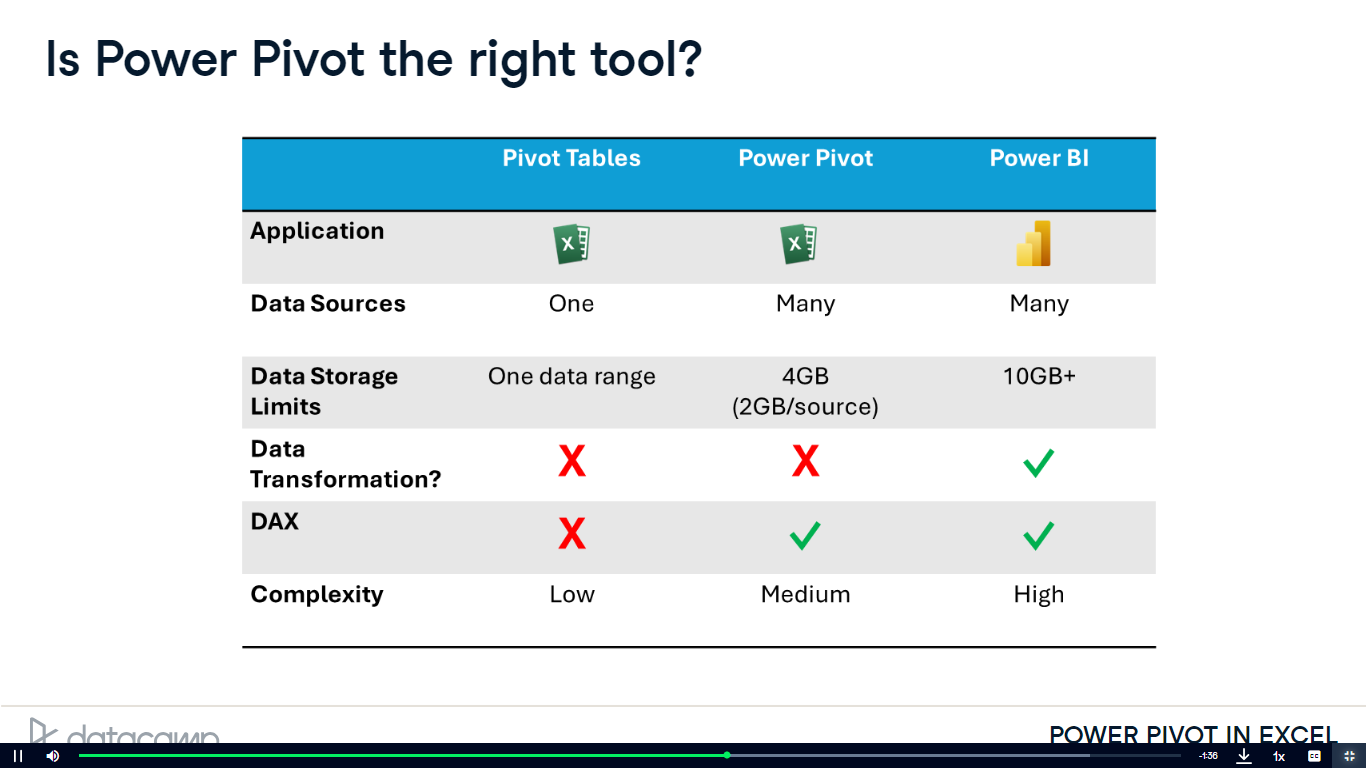 Is Power Pivot the right tool?
Pivot Tables Power Pivot Power BI
Application
Data Sources One Many Many
Data Storage One data range 4GB 10GB+
Limits (2GB/source)
Data
Transformation? X X
DAX X
Complexity Low Medium High
datacamp
POWER PIVOT IN EXCEL
-1:36 1x CC